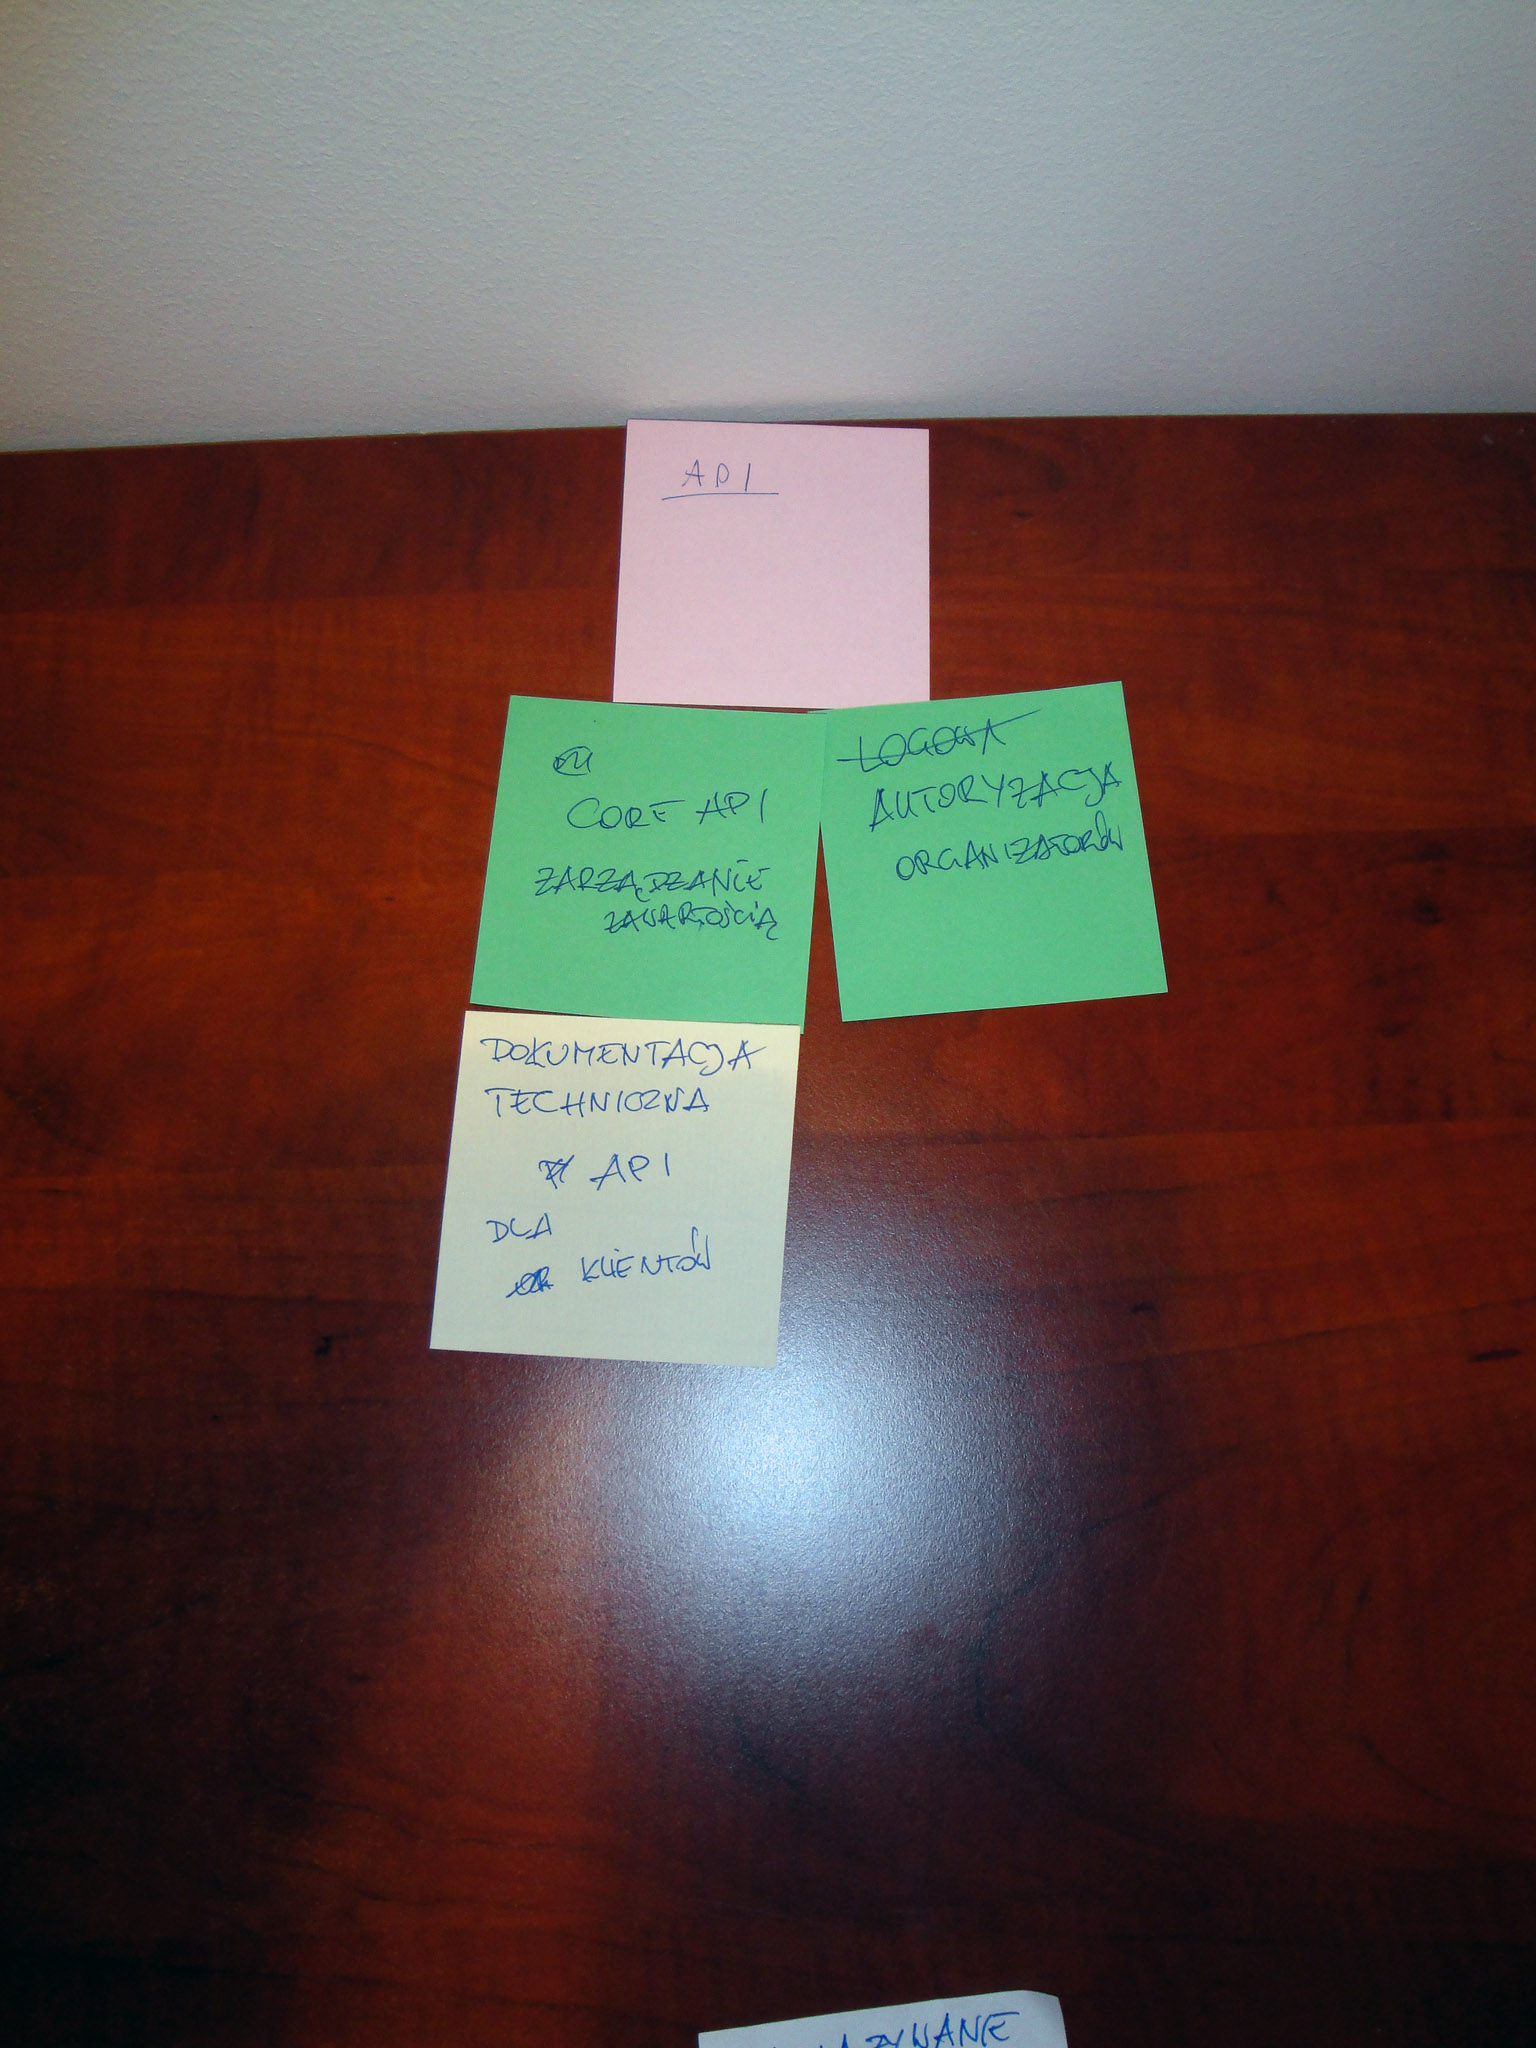 API
CORE API
ZARZĄDZANIE
ZAWARTOŚCIĄ
LOGOWA
AUTORYZACJA
ORGANIZATORÓW
DOKUMENTACJA
TECHNICZNA
API
DLA
KLIENTÓW